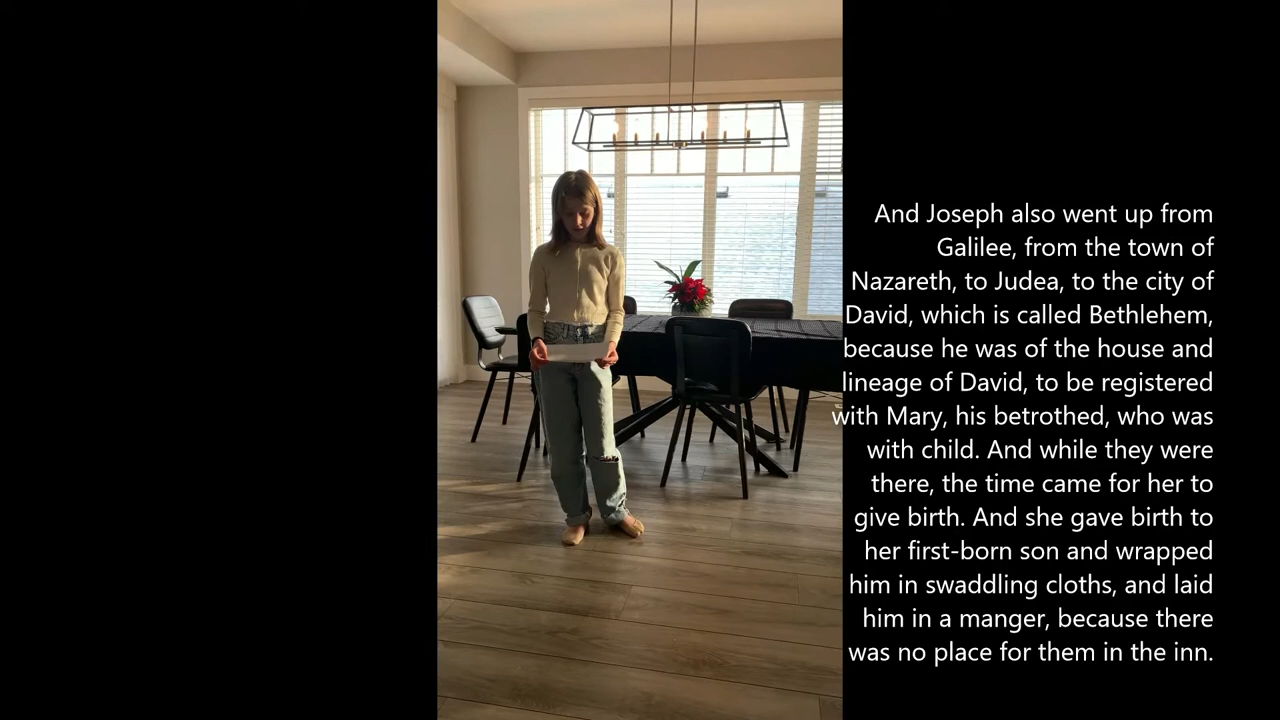 And Joseph also went up from
Galilee, from the town of
Nazareth, to Judea, to the city of
David, which is called Bethlehem,
because he was of the house and
lineage of David, to be registered
with Mary, his betrothed, who was
with child. And while they were
there, the time came for her to
give birth. And she gave birth to
her first-born son and wrapped
him in swaddling cloths, and laid
him in a manger, because there
was no place for them in the inn.